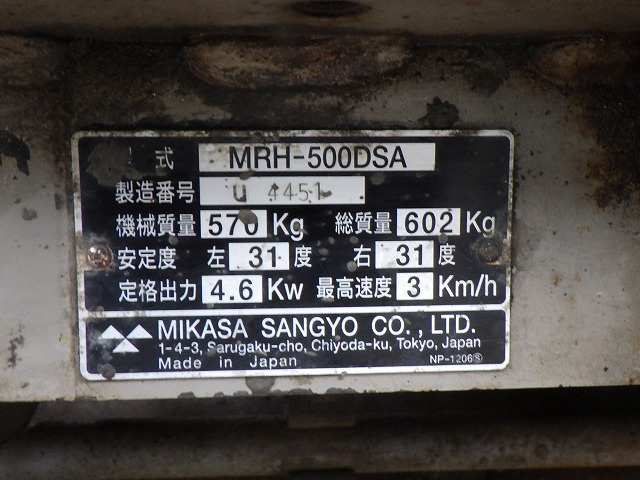 式 MRH-500DSA
製造番号 U 4451
機械質量 570 Kg 総質量 602 Kg
安定度 左 31 度 右 31 度
定格出力 4.6 Kw 最高速度 3 Km/h
MIKASA SANGYO CO., LTD.
1-4-3, Sarugaku-cho, Chiyoda-ku, Tokyo, Japan
Made in Japan NP-1206Ⓢ